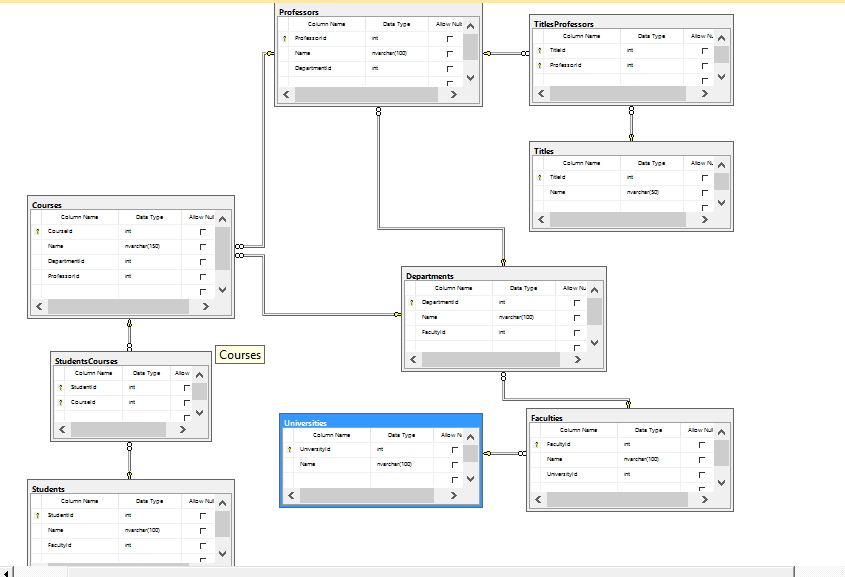 Professors
Column Name Data Type Allow Null
ProfessorId int
Name nvarchar(100)
DepartmentId int
TitlesProfessors
Column Name Data Type Allow N
TitleId int
ProfessorId int
Titles
Column Name Data Type Allow N
TitleId int
Name nvarchar(50)
Courses
Column Name Data Type Allow Nul
CourseId int
Name nvarchar(150)
DepartmentId int
ProfessorId int
Departments
Column Name Data Type Allow Nu
DepartmentId int
Name nvarchar(100)
FacultyId int
StudentsCourses
Column Name Data Type Allow
StudentId int
CourseId int
Courses
Universities
Column Name Data Type Allow N
UniversityId int
Name nvarchar(100)
Faculties
Column Name Data Type Allow Nul
FacultyId int
Name nvarchar(100)
UniversityId int
Students
Column Name Data Type Allow Nul
StudentId int
Name nvarchar(100)
FacultyId int